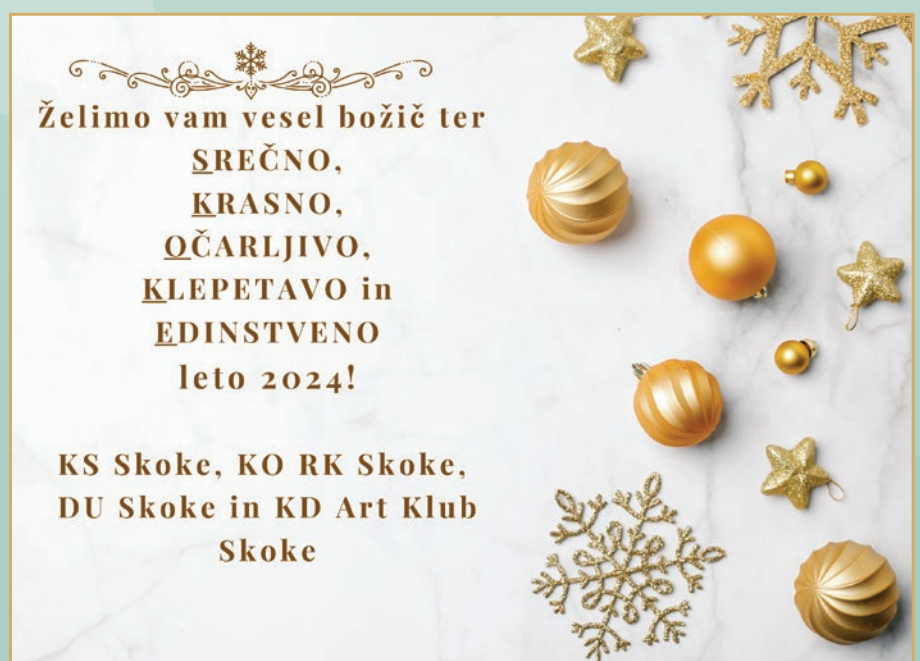 Želimo vam vesel božič ter
SREČNO,
KRASNO,
OČARLJIVO,
KLEPETAVO in
EDINSTVENO
leto 2024!
KS Skoke, KO RK Skoke,
DU Skoke in KD Art Klub
Skoke